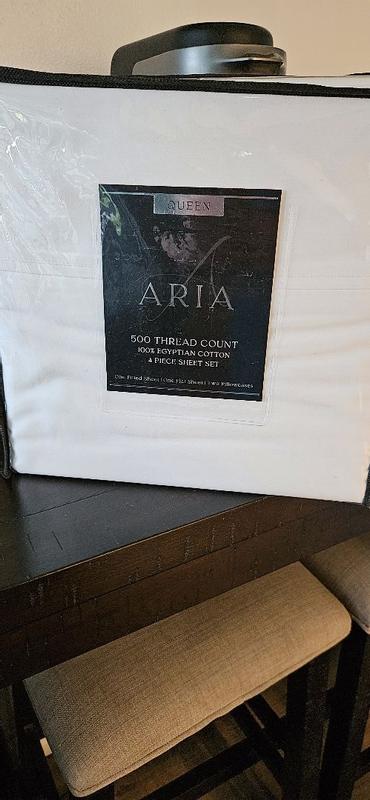 QUEEN
ARIA
500 THREAD COUNT
100% EGYPTIAN COTTON
4 PIECE SHEET SET
One Fitted Sheet | One Flat Sheet | Two Pillowcases